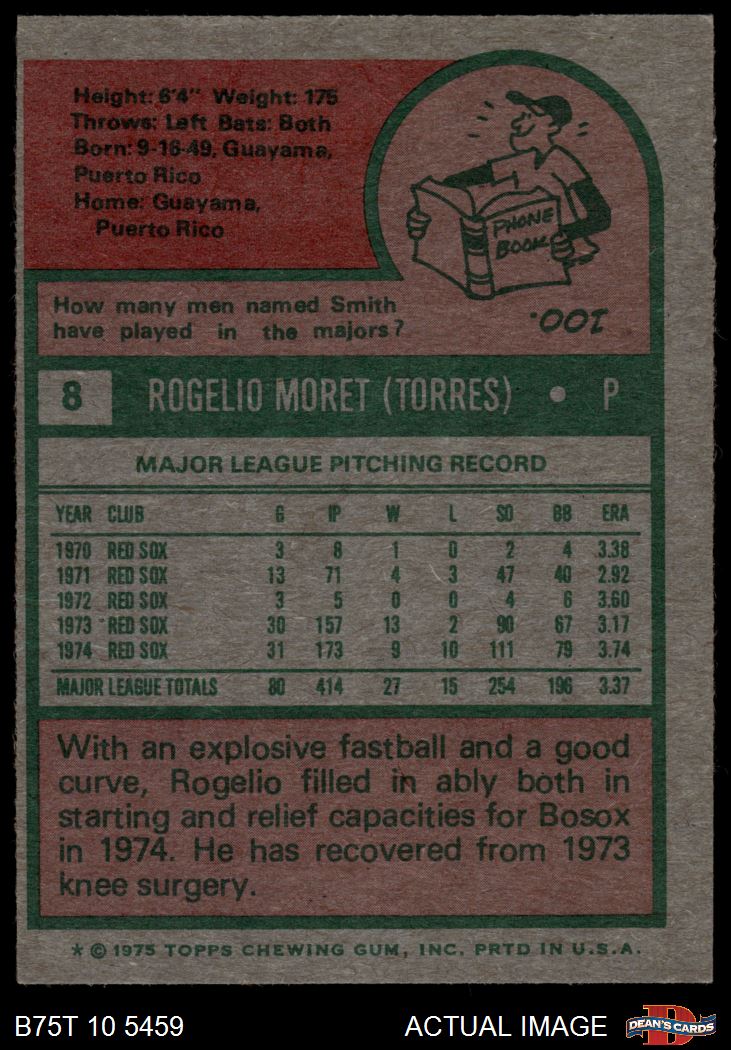 Height: 6'4" Weight: 175
Throws: Left Bats: Both
Born: 9-16-49, Guayama,
Puerto Rico
Home: Guayama,
Puerto Rico
PHONE
BOOK
How many men named Smith
have played in the majors?
100.
8 ROGELIO MORET (TORRES) • P
MAJOR LEAGUE PITCHING RECORD
YEAR CLUB G IP W L SO BB ERA
1970 RED SOX 3 8 1 0 2 4 3.38
1971 RED SOX 13 71 4 3 47 40 2.92
1972 RED SOX 3 5 0 0 4 6 3.60
1973 RED SOX 30 157 13 2 90 67 3.17
1974 RED SOX 31 173 9 10 111 79 3.74
MAJOR LEAGUE TOTALS 80 414 27 15 254 196 3.37
With an explosive fastball and a good
curve, Rogelio filled in ably both in
starting and relief capacities for Bosox
in 1974. He has recovered from 1973
knee surgery.
* © 1975 TOPPS CHEWING GUM, INC. PRTD IN U.S.A.
B75T 10 5459 ACTUAL IMAGE DEAN'S CARDS